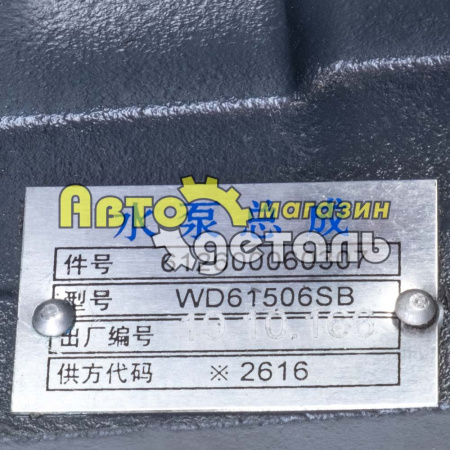 АВТО МАГАЗИН
水泵总成
ДЕТАЛЬ
件号 612000060307
型号 WD61506SB
出厂编号
供方代码 ※ 2616